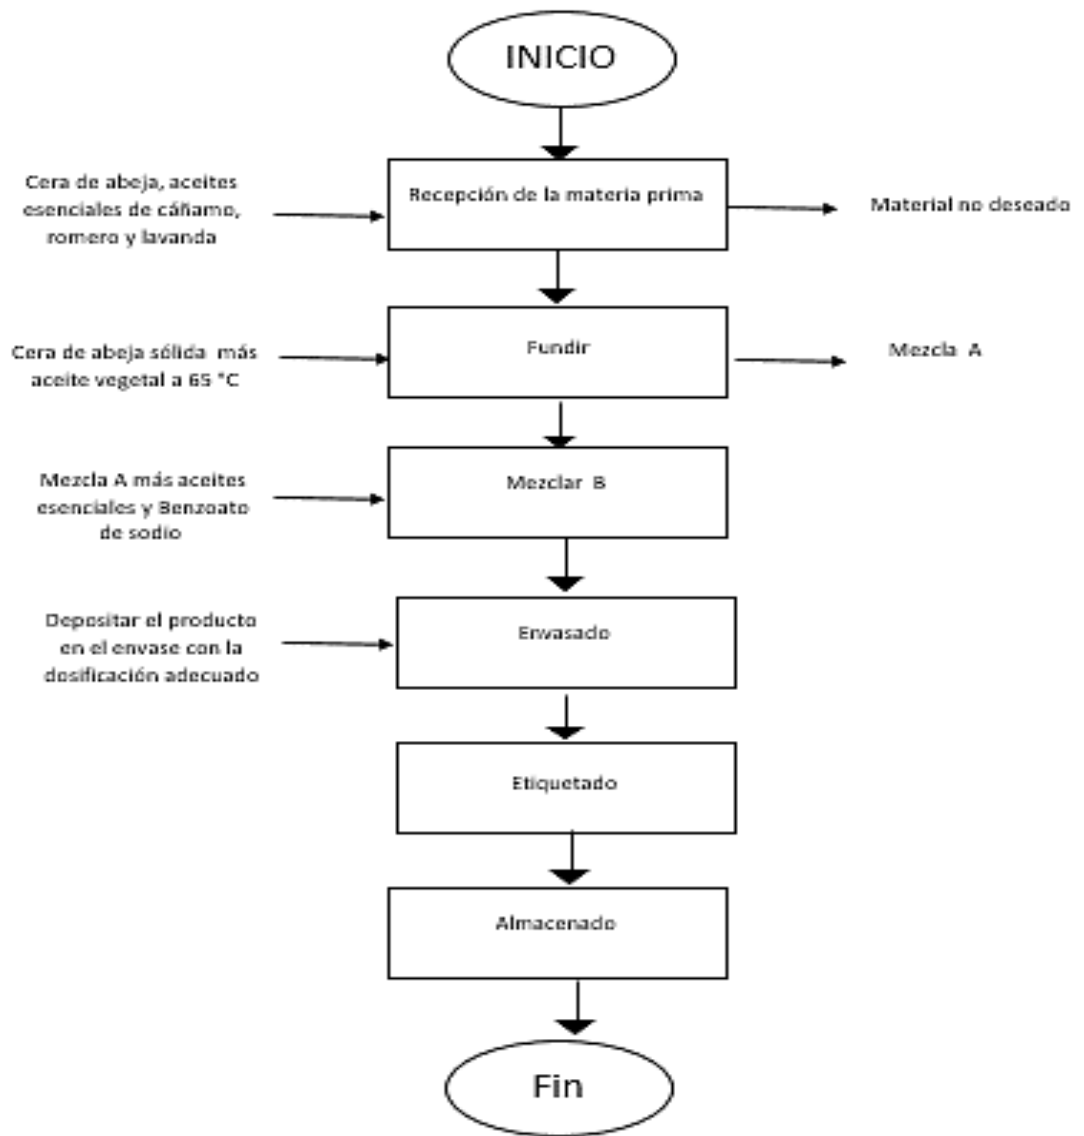 INICIO
Cera de abeja, aceites
esenciales de cáñamo,
romero y lavanda
Recepción de la materia prima
Material no deseado
Cera de abeja sólida más
aceite vegetal a 65 °C
Fundir
Mezcla A
Mezcla A más aceites
esenciales y Benzoato
de sodio
Mezclar B
Depositar el producto
en el envase con la
dosificación adecuado
Envasado
Etiquetado
Almacenado
Fin